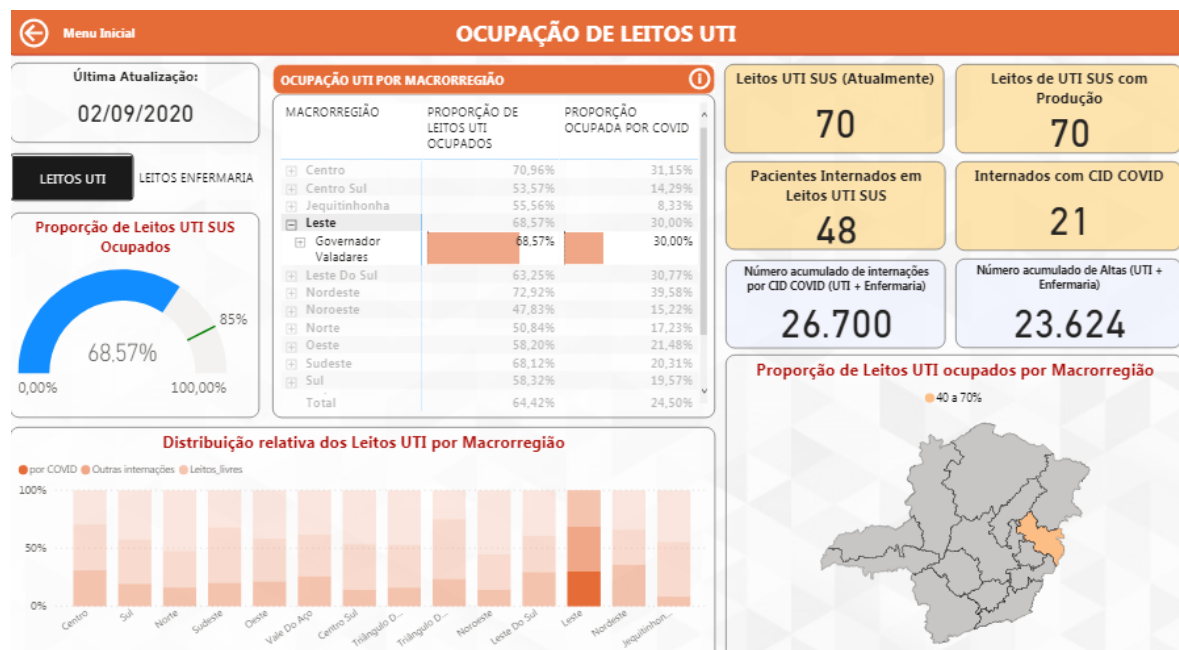 Menu Inicial
OCUPAÇÃO DE LEITOS UTI
Última Atualização:
02/09/2020
LEITOS UTI
LEITOS ENFERMARIA
Proporção de Leitos UTI SUS
Ocupados
85%
68,57%
0,00%
100,00%
OCUPAÇÃO UTI POR MACRORREGIÃO
MACRORREGIÃO
PROPORÇÃO DE
LEITOS UTI
OCUPADOS
PROPORÇÃO
OCUPADA POR COVID
Centro 70,96% 31,15%
Centro Sul 53,57% 14,29%
Jequitinhonha 55,56% 8,33%
Leste 68,57% 30,00%
Governador 68,57% 30,00%
Valadares
Leste Do Sul 63,25% 30,77%
Nordeste 72,92% 39,58%
Noroeste 47,83% 15,22%
Norte 50,84% 17,23%
Oeste 58,20% 21,48%
Sudeste 68,12% 20,31%
Sul 58,32% 19,57%
Total 64,42% 24,50%
Leitos UTI SUS (Atualmente)
70
Leitos de UTI SUS com
Produção
70
Pacientes Internados em
Leitos UTI SUS
48
Internados com CID COVID
21
Número acumulado de internações
por CID COVID (UTI + Enfermaria)
26.700
Número acumulado de Altas (UTI +
Enfermaria)
23.624
Distribuição relativa dos Leitos UTI por Macrorregião
por COVID Outras internações Leitos_livres
100%
50%
0%
Centro Sul Norte Sudeste Oeste Vale Do Aço Centro Sul Triângulo D... Triângulo D... Noroeste Leste Do Sul Leste Nordeste Jequitinhon...
Proporção de Leitos UTI ocupados por Macrorregião
40 a 70%